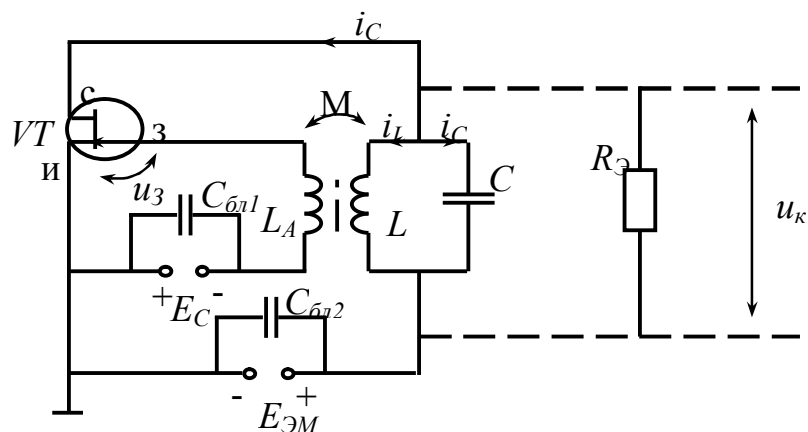 i_C
с
М
VT
з
i_L
i_C
и
u_З
C_бл1
C
R_Э
L_A
L
u_к
+ E_C -
C_бл2
- E_ЭМ +